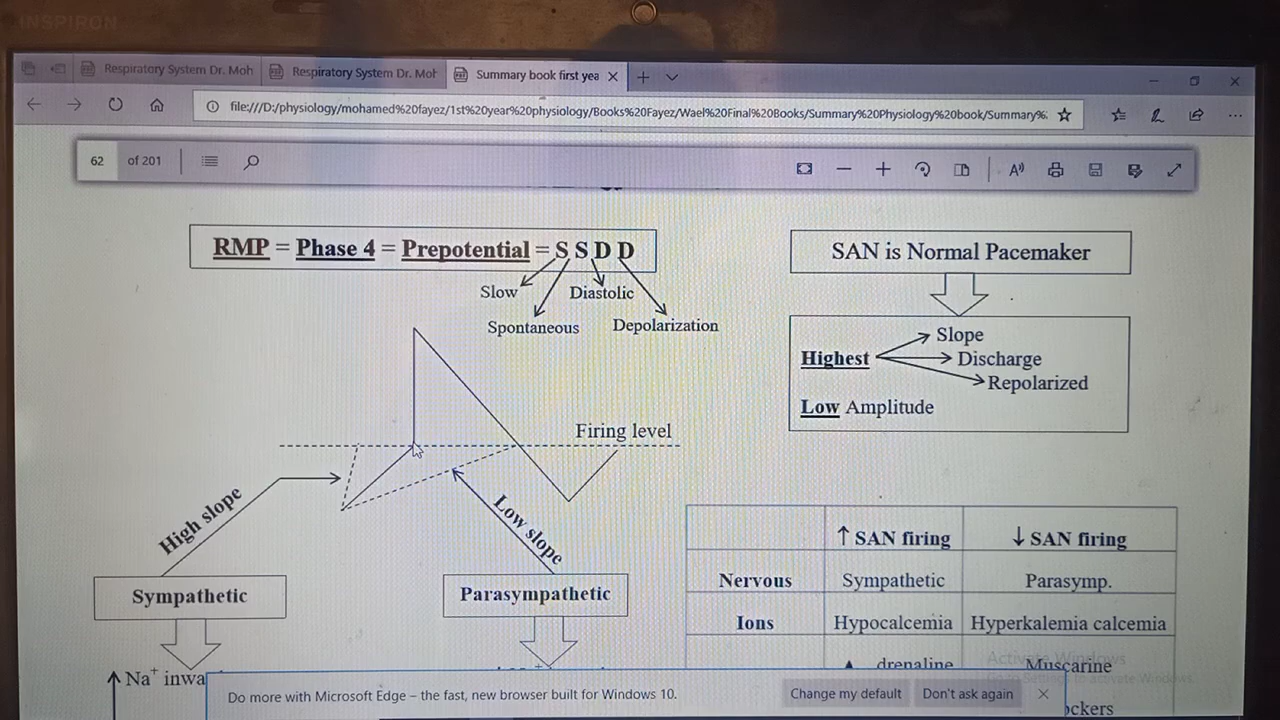 INSPIRON
Respiratory System Dr. Moh
Respiratory System Dr. Moh
Summary book first yea
file:///D:/physiology/mohamed%20fayez/1st%20year%20physiology/Books%20Fayez/Wael%20Final%20Books/Summary%20Physiology%20book/Summary%
62 of 201
RMP = Phase 4 = Prepotential = S S D D
Slow
Diastolic
Spontaneous
Depolarization
SAN is Normal Pacemaker
Highest
Slope
Discharge
Repolarized
Low Amplitude
Firing level
High slope
Low slope
Sympathetic
Parasympathetic
↑ SAN firing ↓ SAN firing
Nervous Sympathetic Parasymp.
Ions Hypocalcemia Hyperkalemia calcemia
drenaline Muscarine
ockers
↑ Na⁺ inwa
Activate Windows
Do more with Microsoft Edge – the fast, new browser built for Windows 10.
Change my default
Don't ask again